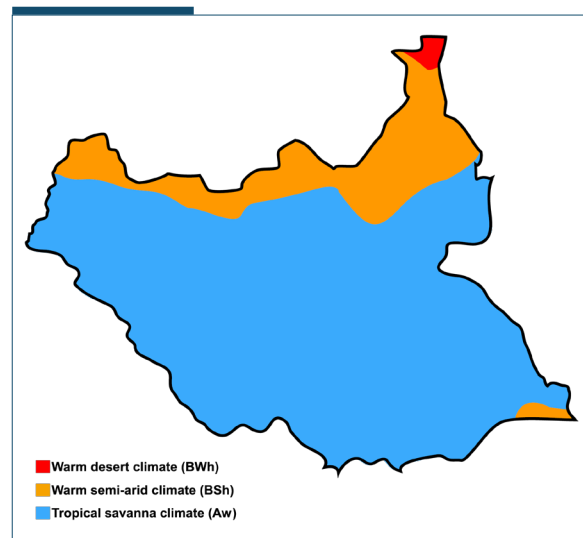 Warm desert climate (BWh)
Warm semi-arid climate (BSh)
Tropical savanna climate (Aw)